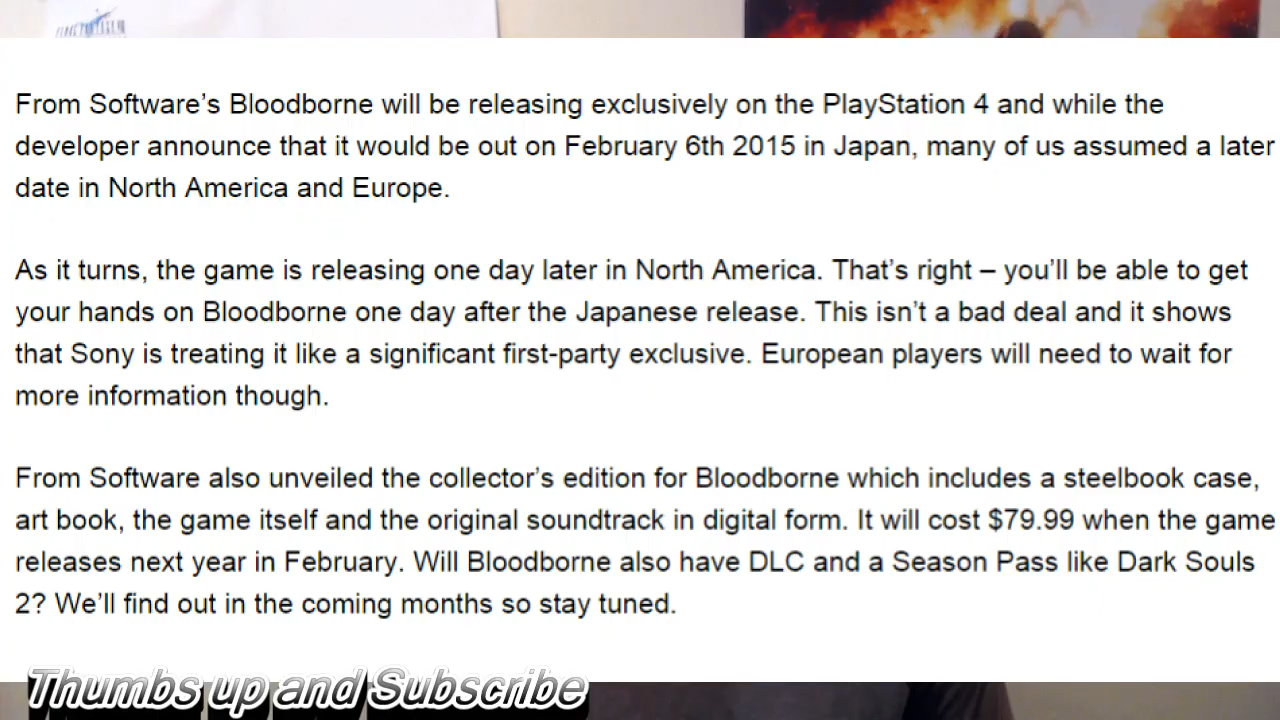 From Software’s Bloodborne will be releasing exclusively on the PlayStation 4 and while the
developer announce that it would be out on February 6th 2015 in Japan, many of us assumed a later
date in North America and Europe.
As it turns, the game is releasing one day later in North America. That’s right – you’ll be able to get
your hands on Bloodborne one day after the Japanese release. This isn’t a bad deal and it shows
that Sony is treating it like a significant first-party exclusive. European players will need to wait for
more information though.
From Software also unveiled the collector’s edition for Bloodborne which includes a steelbook case,
art book, the game itself and the original soundtrack in digital form. It will cost $79.99 when the game
releases next year in February. Will Bloodborne also have DLC and a Season Pass like Dark Souls
2? We’ll find out in the coming months so stay tuned.
Thumbs up and Subscribe